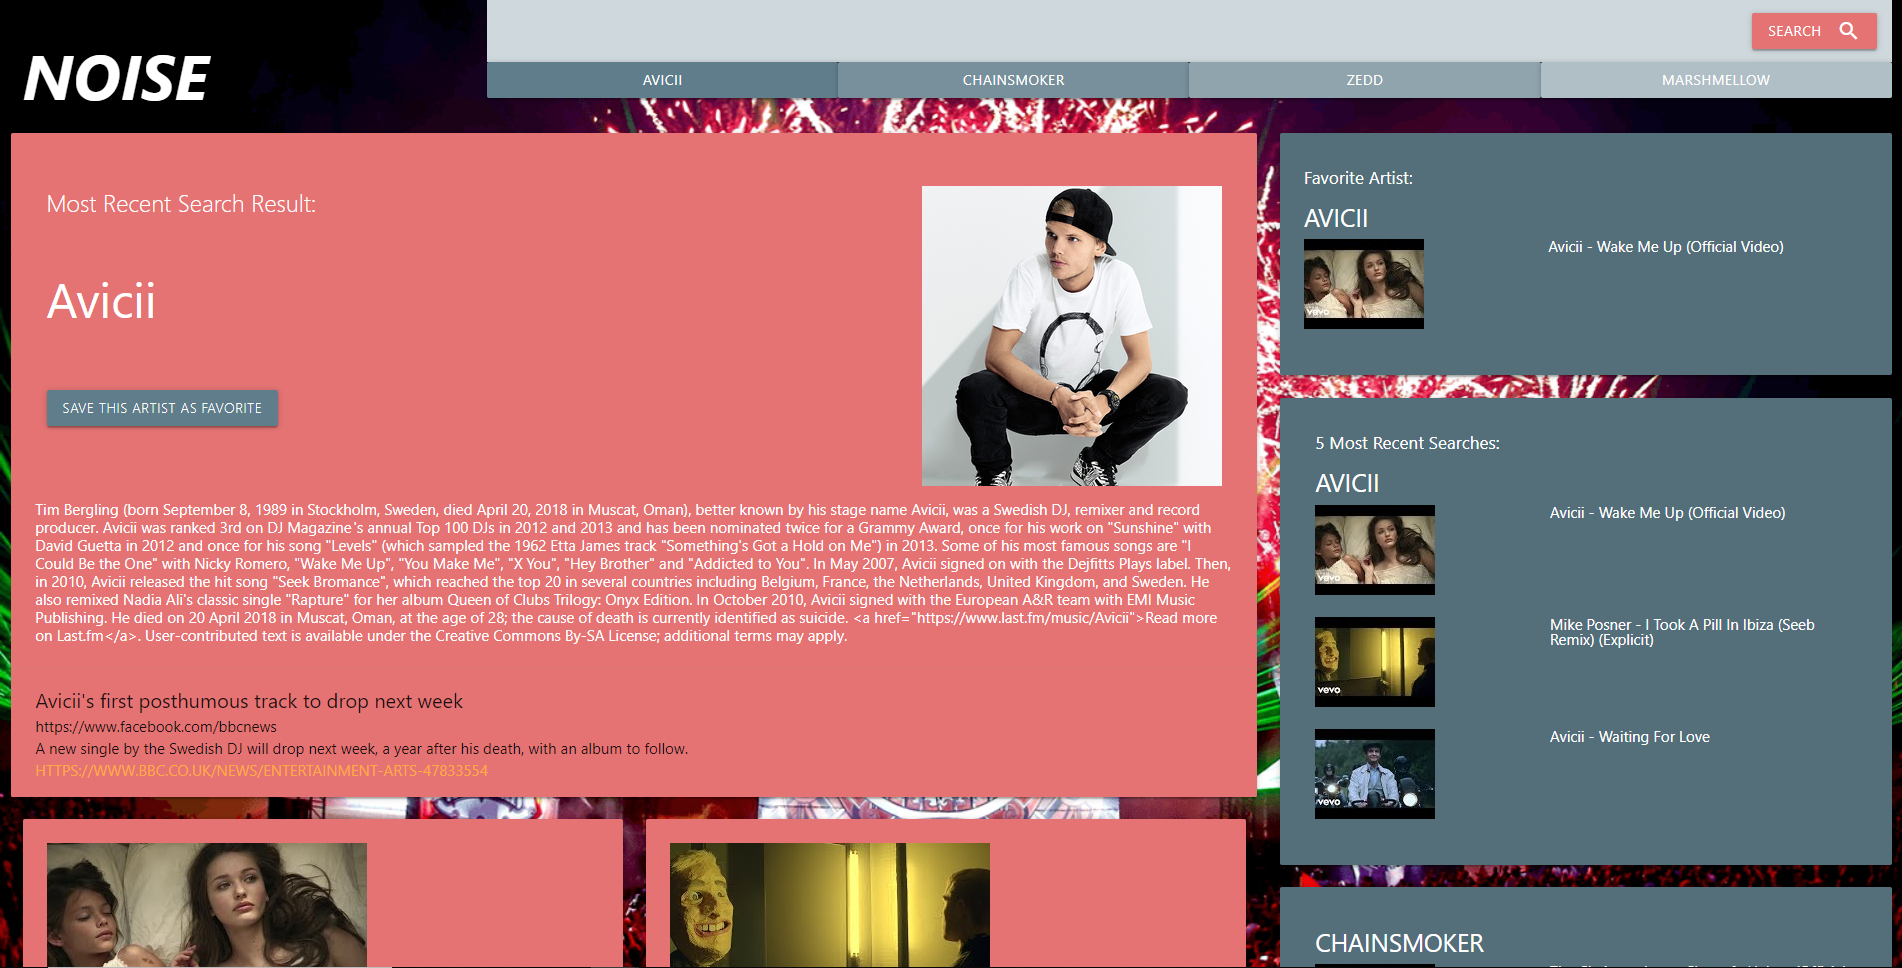 NOISE
SEARCH
AVICII
CHAINSMOKER
ZEDD
MARSHMELLOW
Most Recent Search Result:
Avicii
SAVE THIS ARTIST AS FAVORITE
Tim Bergling (born September 8, 1989 in Stockholm, Sweden, died April 20, 2018 in Muscat, Oman), better known by his stage name Avicii, was a Swedish DJ, remixer and record
producer. Avicii was ranked 3rd on DJ Magazine's annual Top 100 DJs in 2012 and 2013 and has been nominated twice for a Grammy Award, once for his work on "Sunshine" with
David Guetta in 2012 and once for his song "Levels" (which sampled the 1962 Etta James track "Something's Got a Hold on Me") in 2013. Some of his most famous songs are "I
Could Be the One" with Nicky Romero, "Wake Me Up", "You Make Me", "X You", "Hey Brother" and "Addicted to You". In May 2007, Avicii signed on with the Dejfitts Plays label. Then,
in 2010, Avicii released the hit song "Seek Bromance", which reached the top 20 in several countries including Belgium, France, the Netherlands, United Kingdom, and Sweden. He
also remixed Nadia Ali's classic single "Rapture" for her album Queen of Clubs Trilogy: Onyx Edition. In October 2010, Avicii signed with the European A&R team with EMI Music
Publishing. He died on 20 April 2018 in Muscat, Oman, at the age of 28; the cause of death is currently identified as suicide. <a href="https://www.last.fm/music/Avicii">Read more
on Last.fm</a>. User-contributed text is available under the Creative Commons By-SA License; additional terms may apply.
Avicii's first posthumous track to drop next week
https://www.facebook.com/bbcnews
A new single by the Swedish DJ will drop next week, a year after his death, with an album to follow.
HTTPS://WWW.BBC.CO.UK/NEWS/ENTERTAINMENT-ARTS-47833554
Favorite Artist:
AVICII
vevo
Avicii - Wake Me Up (Official Video)
5 Most Recent Searches:
AVICII
vevo
Avicii - Wake Me Up (Official Video)
vevo
Mike Posner - I Took A Pill In Ibiza (Seeb
Remix) (Explicit)
vevo
Avicii - Waiting For Love
CHAINSMOKER